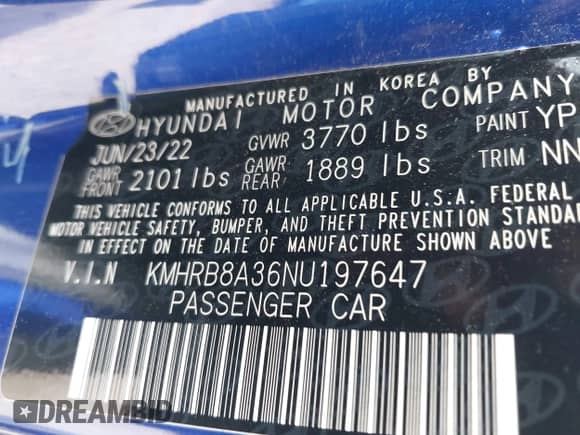 MANUFACTURED IN KOREA BY
HYUNDAI MOTOR COMPANY
JUN/23/22 GVWR 3770 lbs PAINT YP
GAWR FRONT 2101 lbs GAWR REAR 1889 lbs TRIM NN
THIS VEHICLE CONFORMS TO ALL APPLICABLE U.S.A. FEDERAL
MOTOR VEHICLE SAFETY, BUMPER, AND THEFT PREVENTION STANDA
IN EFFECT ON THE DATE OF MANUFACTURE SHOWN ABOVE
V.I.N KMHRB8A36NU197647
PASSENGER CAR
DREAMBID